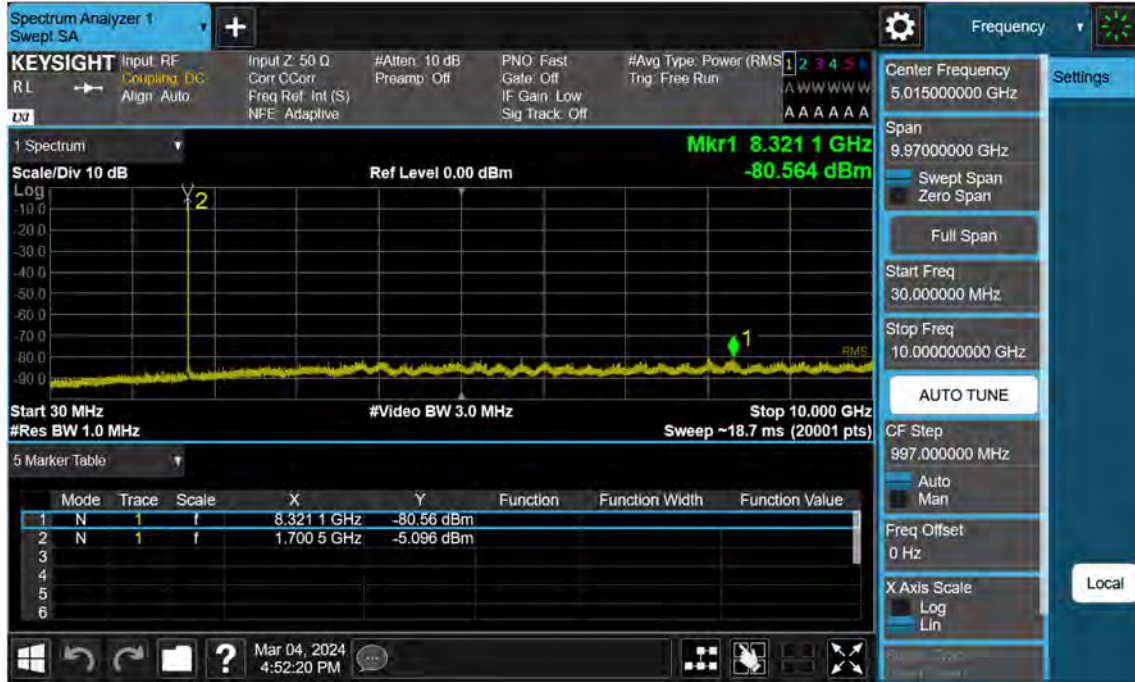 Spectrum Analyzer 1
Swept SA
+
Frequency
KEYSIGHT
RL
LXI
Input: RF
Coupling: DC
Align: Auto
Input Z: 50 Ω
Corr CCorr
Freq Ref: Int (S)
NFE: Adaptive
#Atten: 10 dB
Preamp: Off
PNO: Fast
Gate: Off
IF Gain: Low
Sig Track: Off
#Avg Type: Power (RMS
Trig: Free Run
1 2 3 4 5 6
A W W W W W
A A A A A A
1 Spectrum
Scale/Div 10 dB
Ref Level 0.00 dBm
Mkr1 8.321 1 GHz
-80.564 dBm
Log
-10.0
-20.0
-30.0
-40.0
-50.0
-60.0
-70.0
-80.0
-90.0
2
1
RMS
Start 30 MHz
#Video BW 3.0 MHz
Stop 10.000 GHz
#Res BW 1.0 MHz
Sweep ~18.7 ms (20001 pts)
5 Marker Table
Mode Trace Scale X Y Function Function Width Function Value
1 N 1 f 8.321 1 GHz -80.56 dBm
2 N 1 f 1.700 5 GHz -5.096 dBm
3
4
5
6
?
Mar 04, 2024
4:52:20 PM
Center Frequency
5.015000000 GHz
Settings
Span
9.97000000 GHz
Swept Span
Zero Span
Full Span
Start Freq
30.000000 MHz
Stop Freq
10.000000000 GHz
AUTO TUNE
CF Step
997.000000 MHz
Auto
Man
Freq Offset
0 Hz
X Axis Scale
Log
Lin
Local